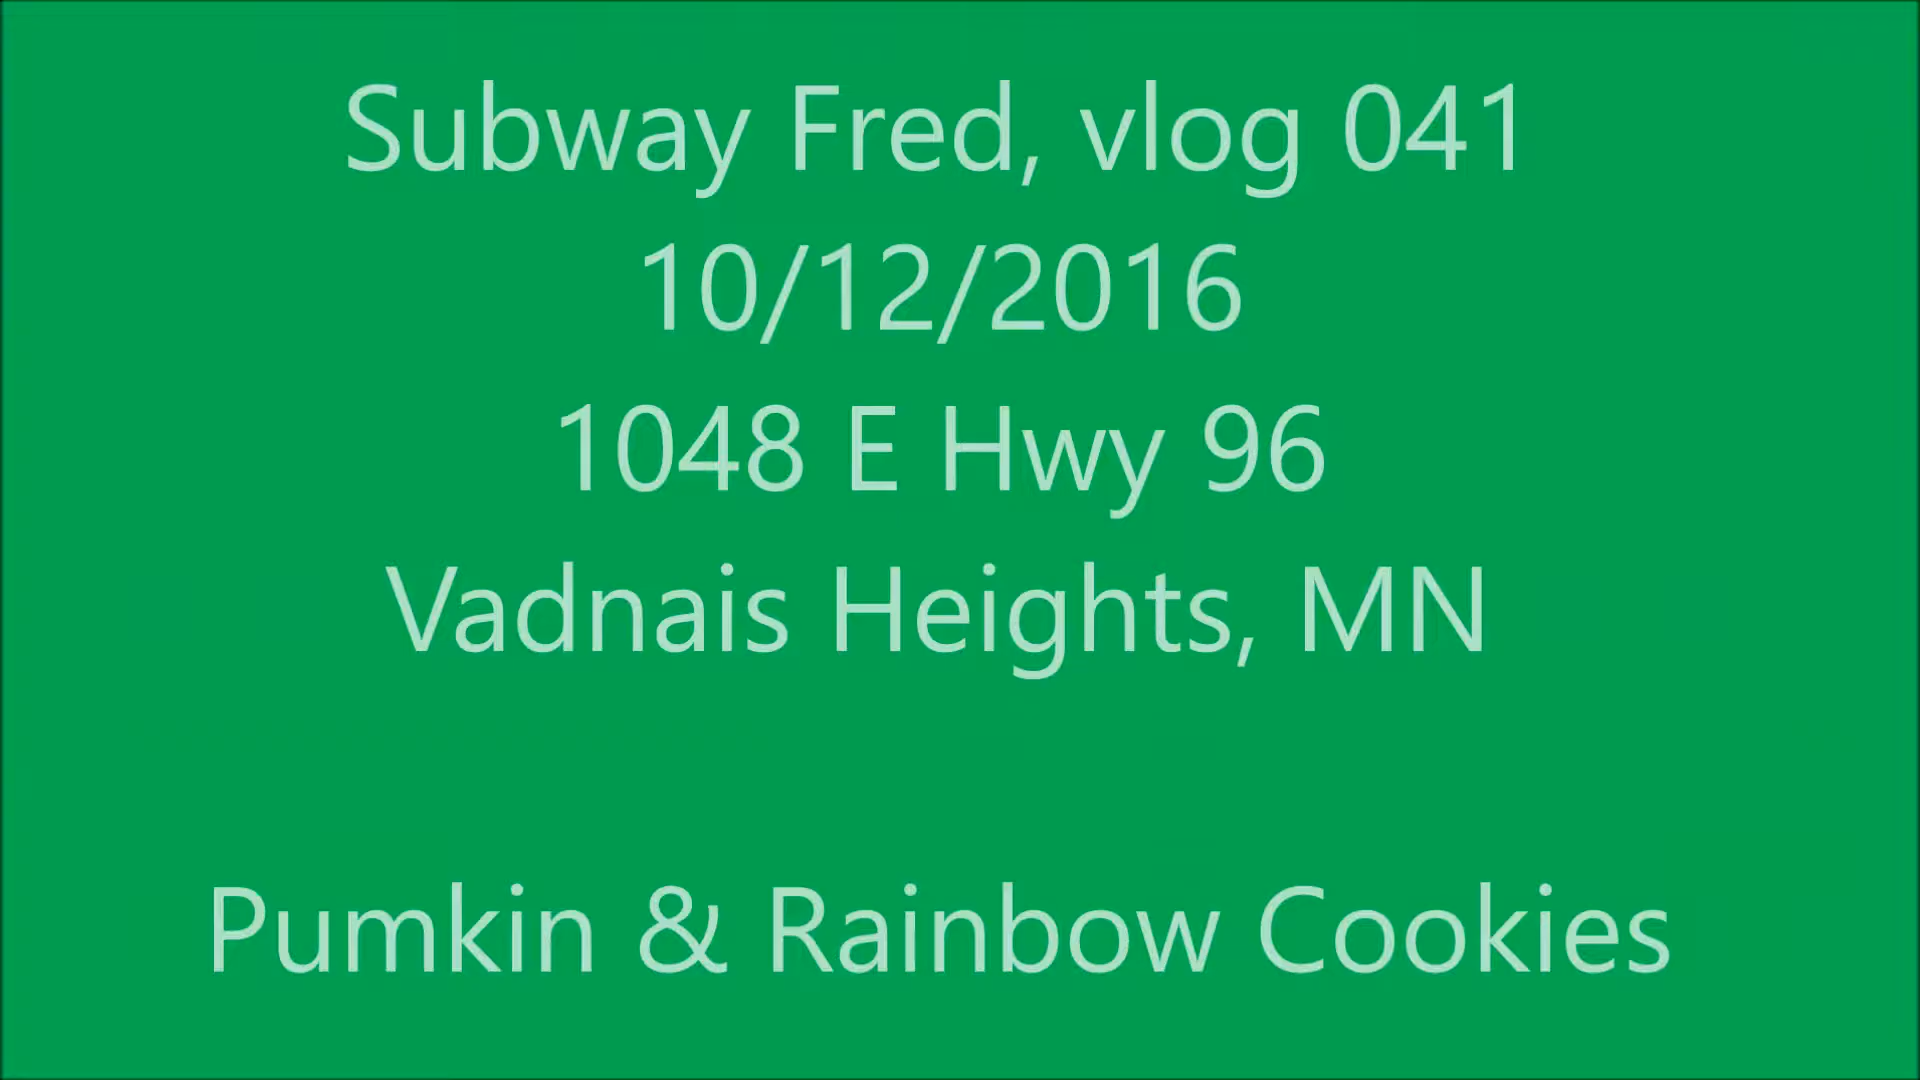 Subway Fred, vlog 041
10/12/2016
1048 E Hwy 96
Vadnais Heights, MN
Pumkin & Rainbow Cookies